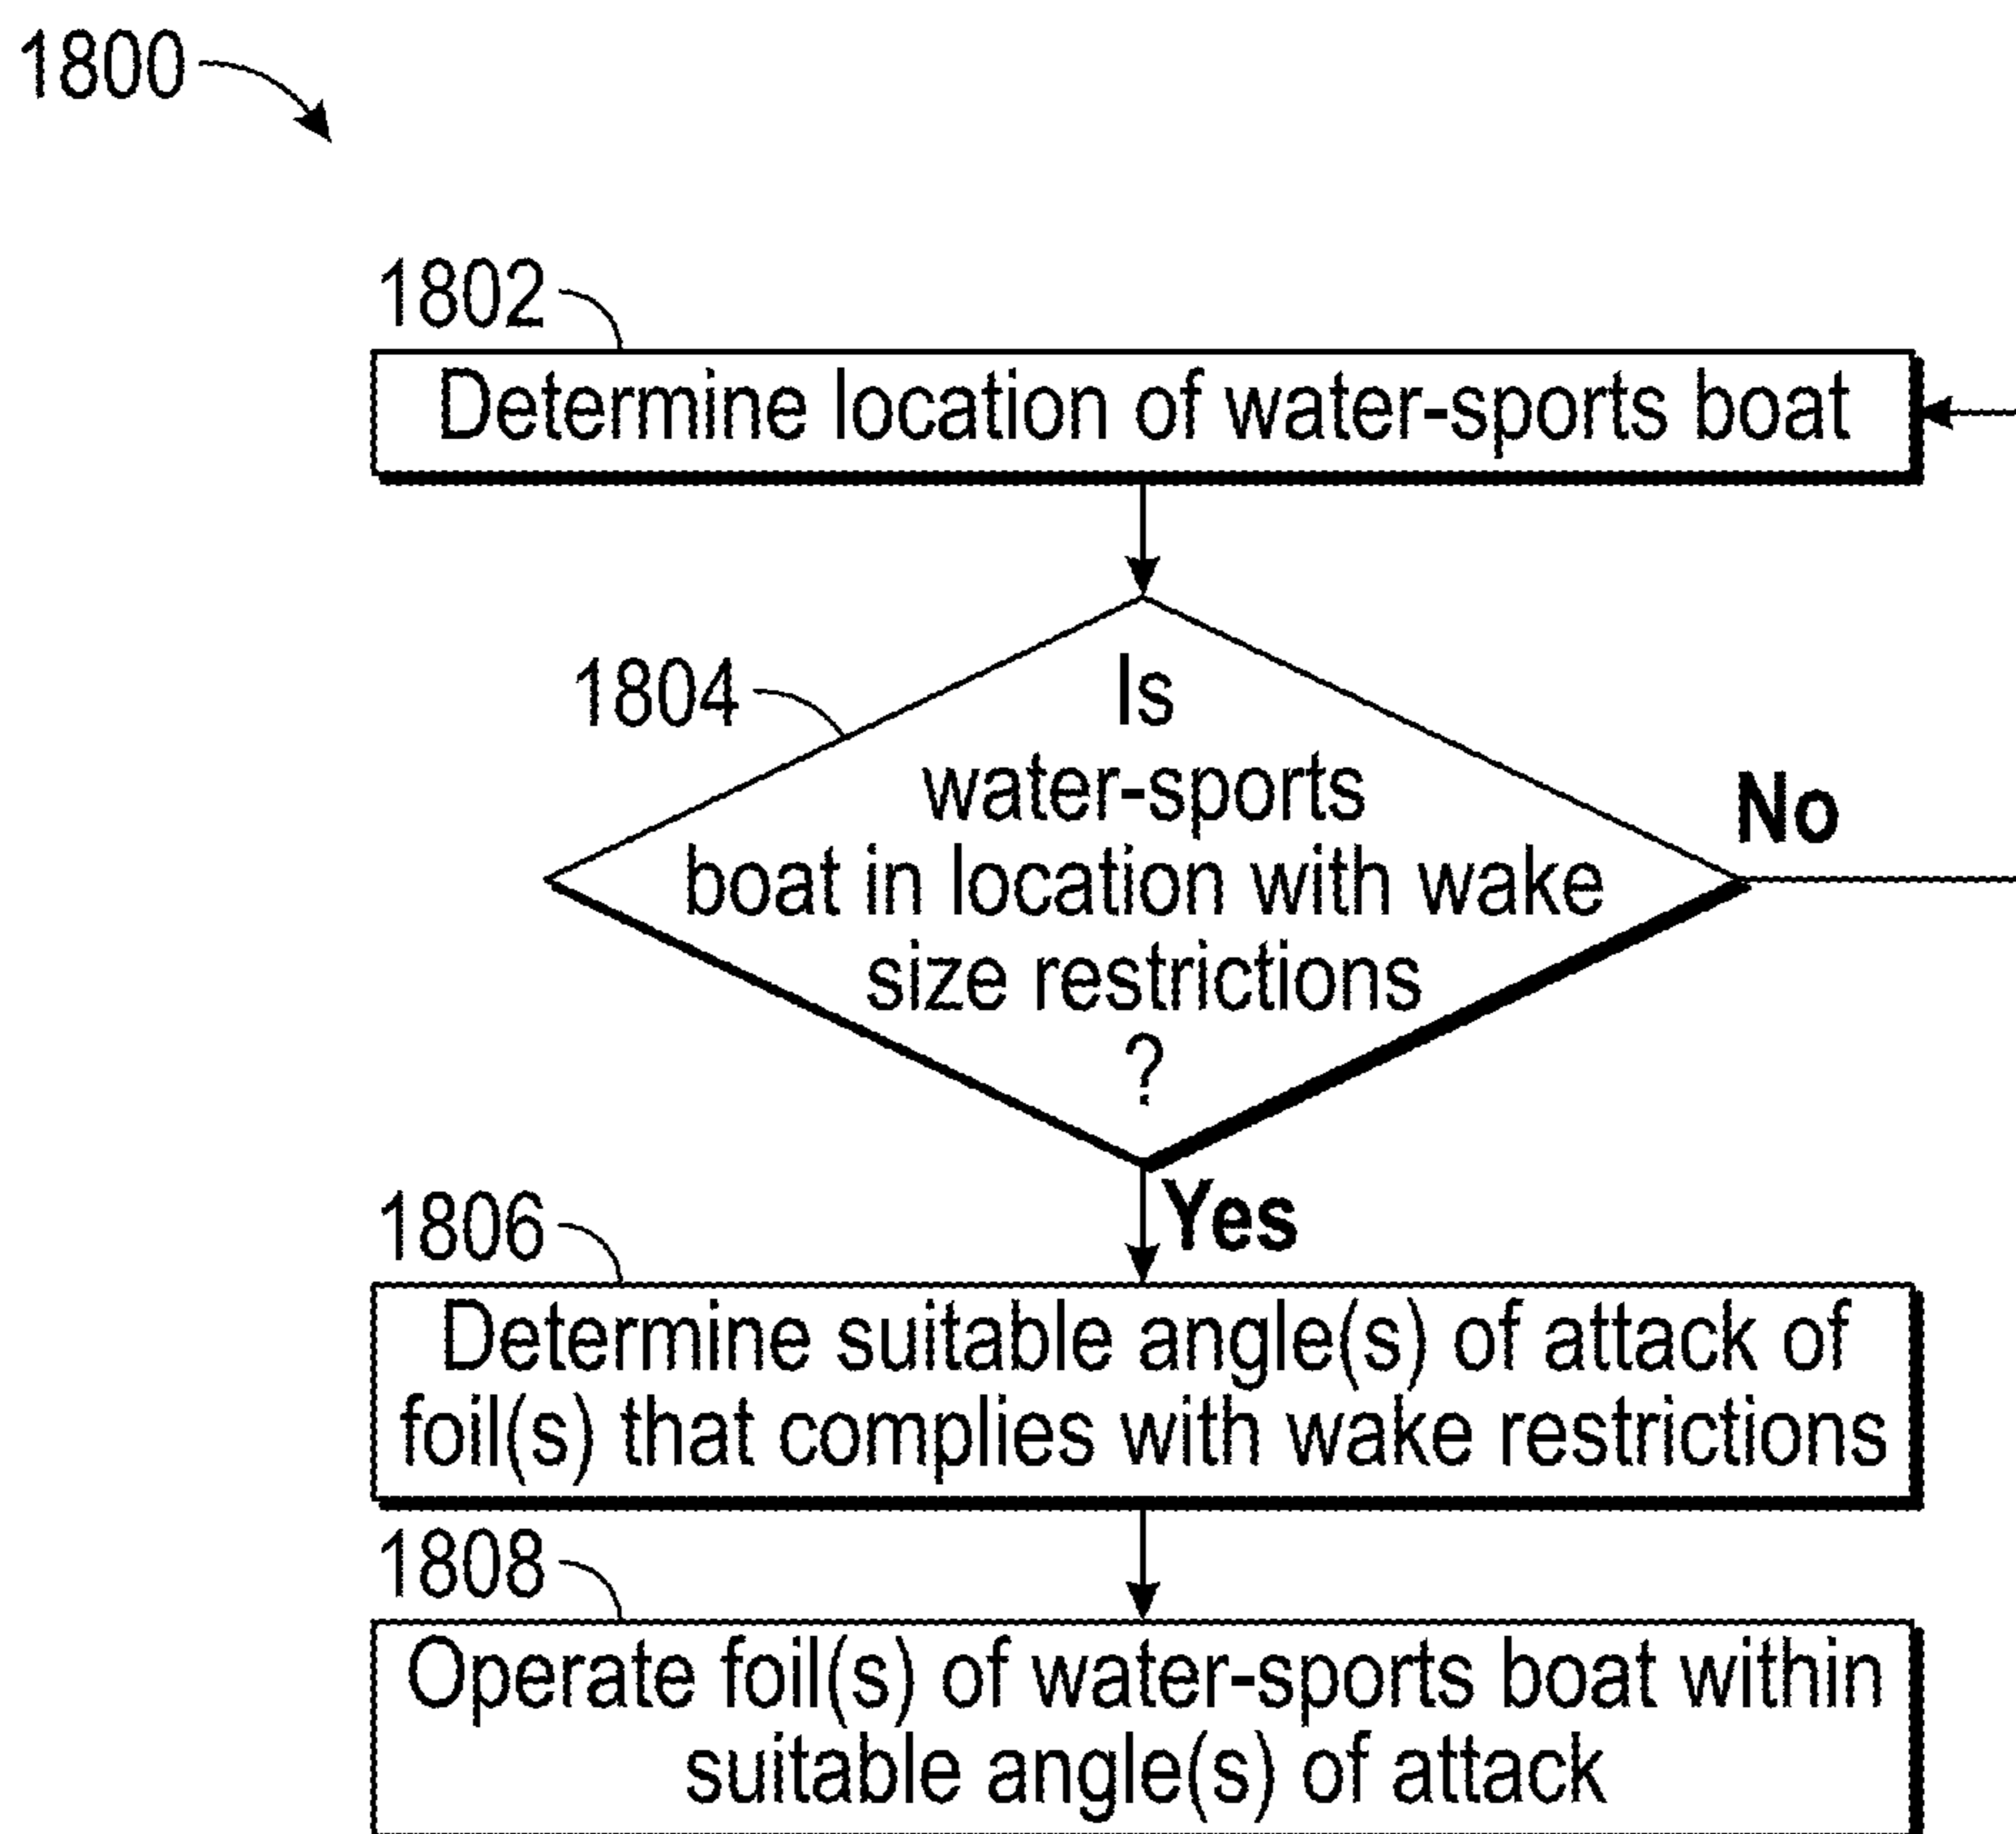 1800
1802
Determine location of water-sports boat
1804
Is
water-sports
boat in location with wake
size restrictions
?
No
Yes
1806
Determine suitable angle(s) of attack of
foil(s) that complies with wake restrictions
1808
Operate foil(s) of water-sports boat within
suitable angle(s) of attack